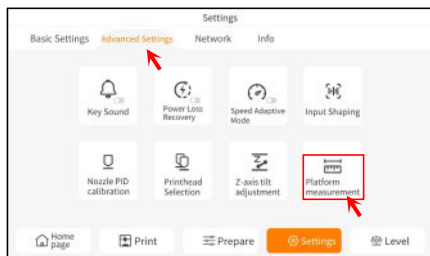 Settings
Basic Settings Advanced Settings Network Info
Key Sound
Power Loss
Recovery
Speed Adaptive
Mode
Input Shaping
Nozzle PID
calibration
Printhead
Selection
Z-axis tilt
adjustment
Platform
measurement
Home
page
Print
Prepare
Settings
Level